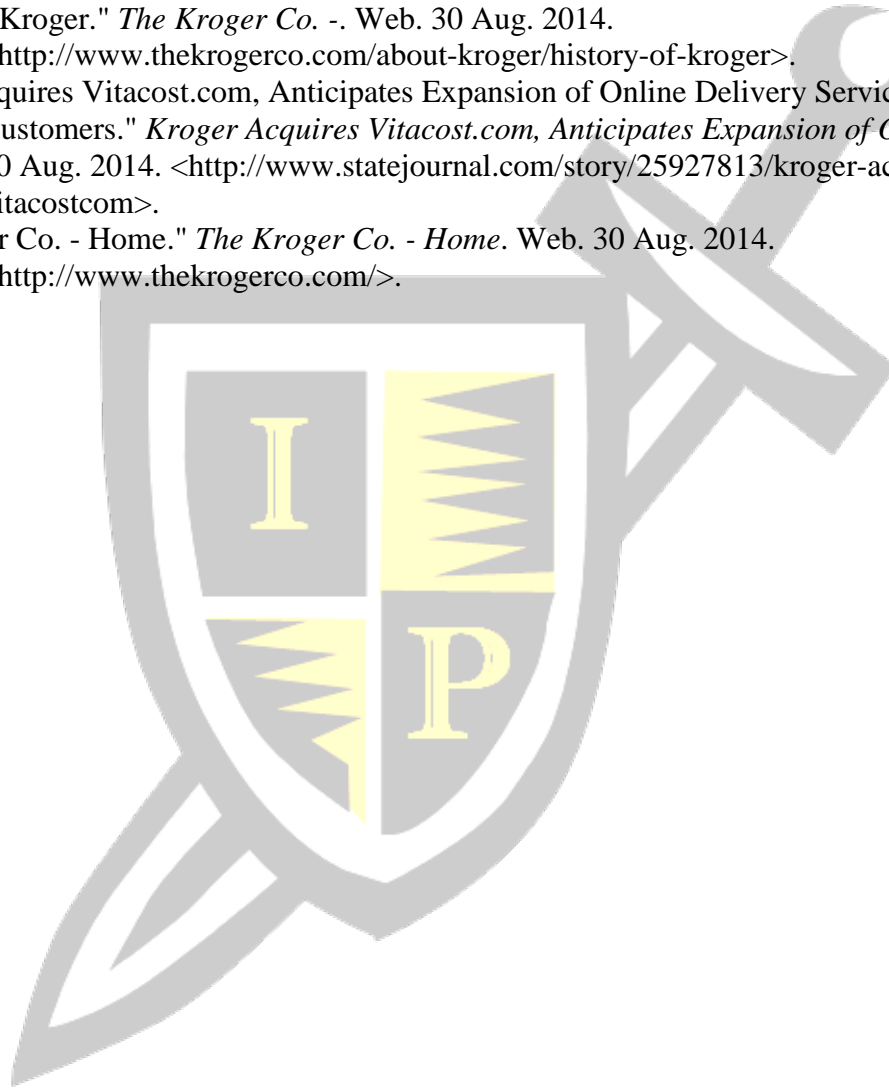 Kroger." The Kroger Co. -. Web. 30 Aug. 2014.
http://www.thekrogerco.com/about-kroger/history-of-kroger>.
quires Vitacost.com, Anticipates Expansion of Online Delivery
ustomers." Kroger Acquires Vitacost.com, Anticipates Expansion of
0 Aug. 2014. <http://www.statejournal.com/story/25927813/kroger-ac
itacostcom>.
r Co. - Home." The Kroger Co. - Home. Web. 30 Aug. 2014.
http://www.thekrogerco.com/>.
I
P